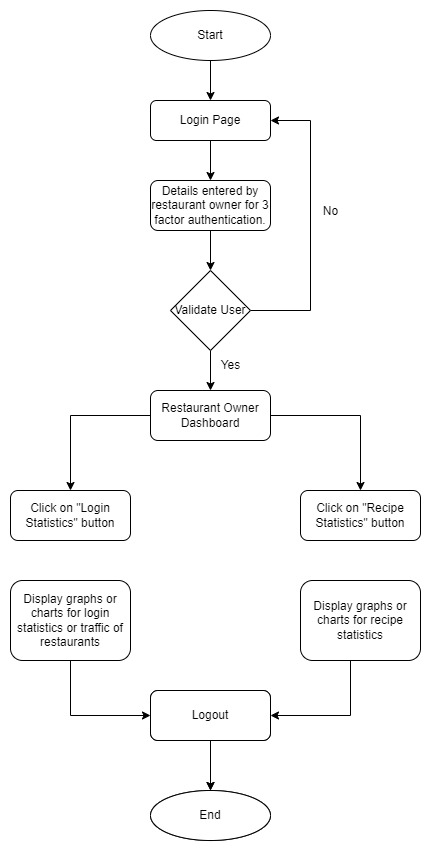 Start
Login Page
Details entered by
restaurant owner for 3
factor authentication.
No
Validate User
Yes
Restaurant Owner
Dashboard
Click on "Login
Statistics" button
Click on "Recipe
Statistics" button
Display graphs or
charts for login
statistics or traffic of
restaurants
Display graphs or
charts for recipe
statistics
Logout
End